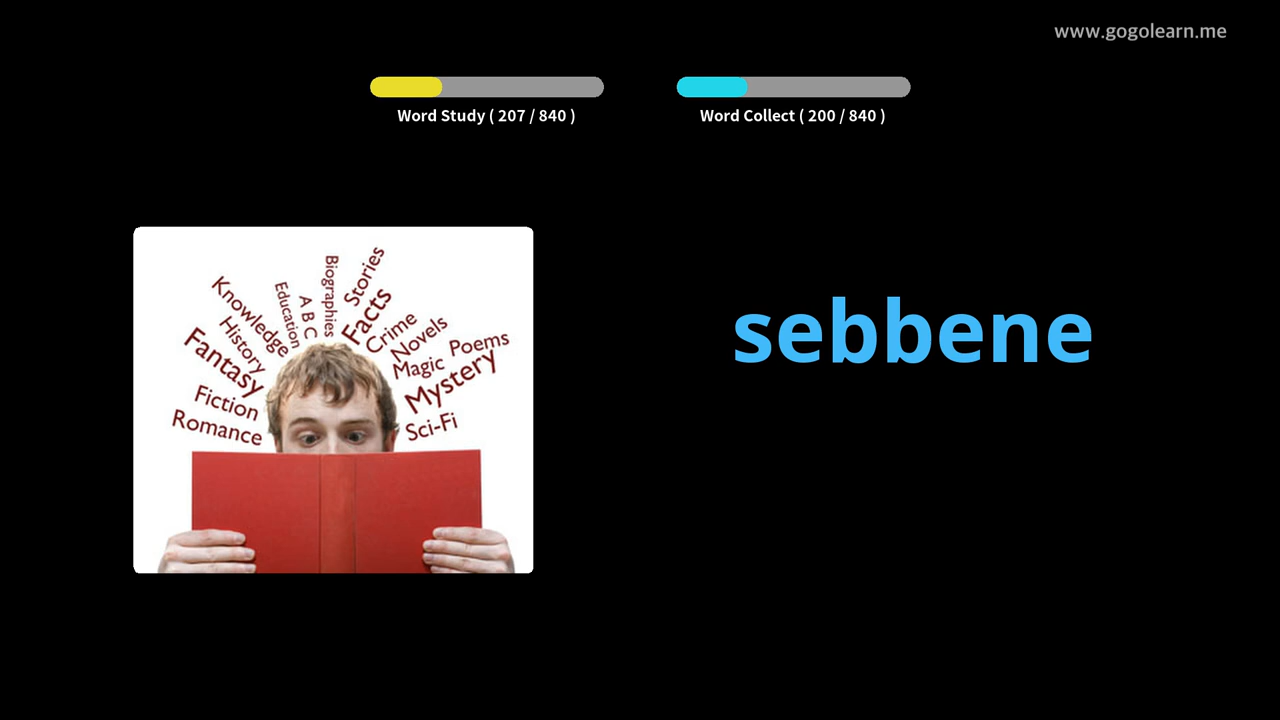 www.gogolearn.me
Word Study ( 207 / 840 )
Word Collect ( 200 / 840 )
sebbene
Stories
Biographies
Facts
A B C
Education
Knowledge
Crime
Novels
History
Poems
Fantasy
Magic
Mystery
Fiction
Romance
Sci-Fi